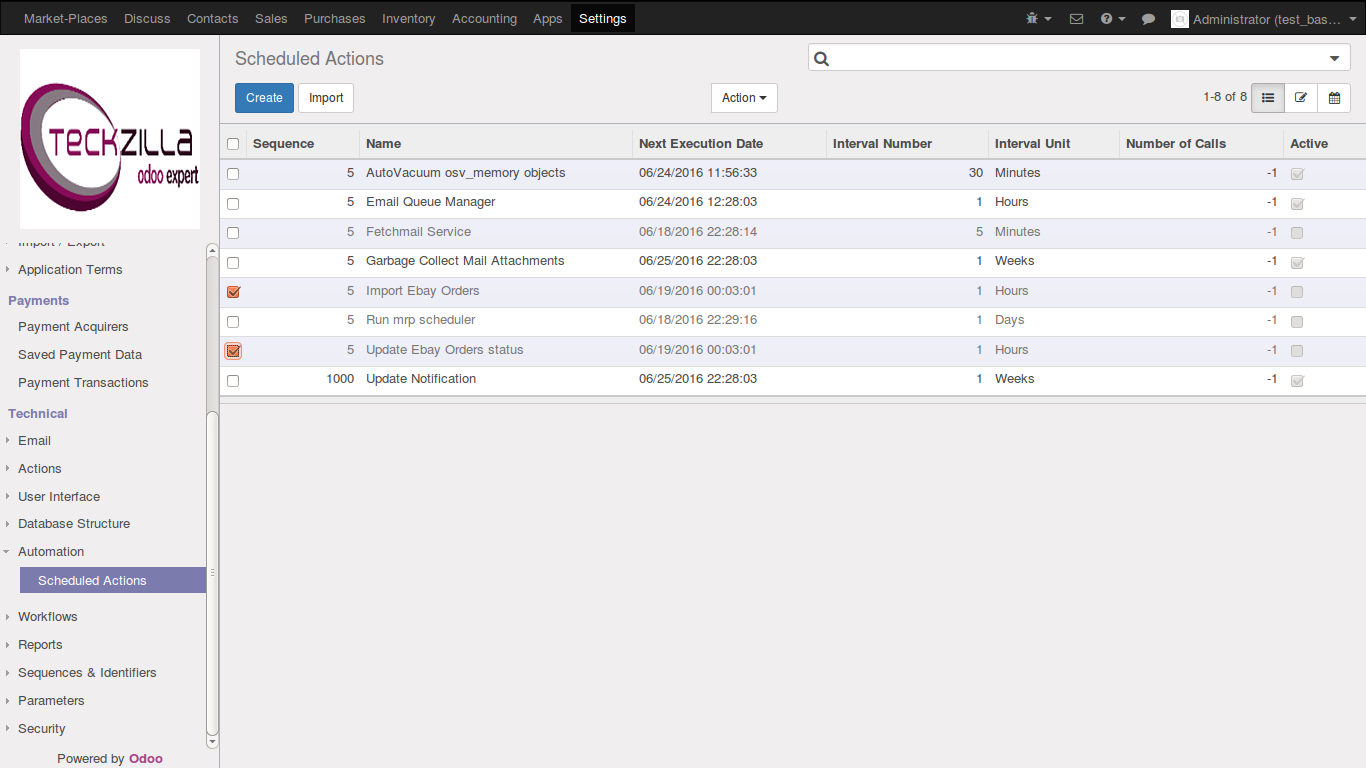 Market-Places Discuss Contacts Sales Purchases Inventory Accounting Apps Settings Administrator (test_bas…
TECKZILLA
odoo expert
Import / Export
Application Terms
Payments
Payment Acquirers
Saved Payment Data
Payment Transactions
Technical
Email
Actions
User Interface
Database Structure
Automation
Scheduled Actions
Workflows
Reports
Sequences & Identifiers
Parameters
Security
Powered by Odoo
Scheduled Actions
Create Import Action 1-8 of 8
Sequence Name Next Execution Date Interval Number Interval Unit Number of Calls Active
5 AutoVacuum osv_memory objects 06/24/2016 11:56:33 30 Minutes -1
5 Email Queue Manager 06/24/2016 12:28:03 1 Hours -1
5 Fetchmail Service 06/18/2016 22:28:14 5 Minutes -1
5 Garbage Collect Mail Attachments 06/25/2016 22:28:03 1 Weeks -1
5 Import Ebay Orders 06/19/2016 00:03:01 1 Hours -1
5 Run mrp scheduler 06/18/2016 22:29:16 1 Days -1
5 Update Ebay Orders status 06/19/2016 00:03:01 1 Hours -1
1000 Update Notification 06/25/2016 22:28:03 1 Weeks -1